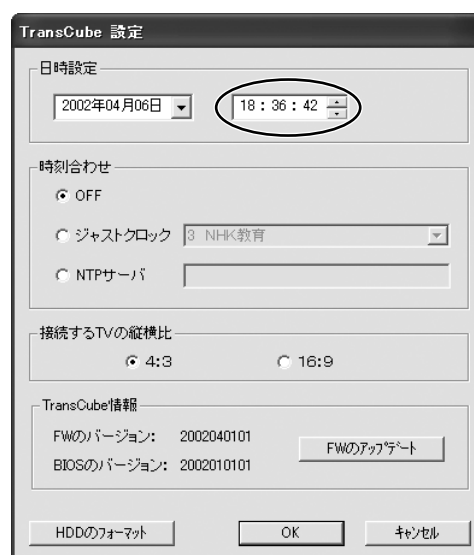 TransCube 設定
日時設定
2002年04月06日 18：36：42
時刻合わせ
OFF
ジャストクロック 3 NHK教育
NTPサーバ
接続するTVの縦横比
4:3 16:9
TransCube情報
FWのバージョン: 2002040101
BIOSのバージョン: 2002010101
FWのアップデート
HDDのフォーマット OK キャンセル